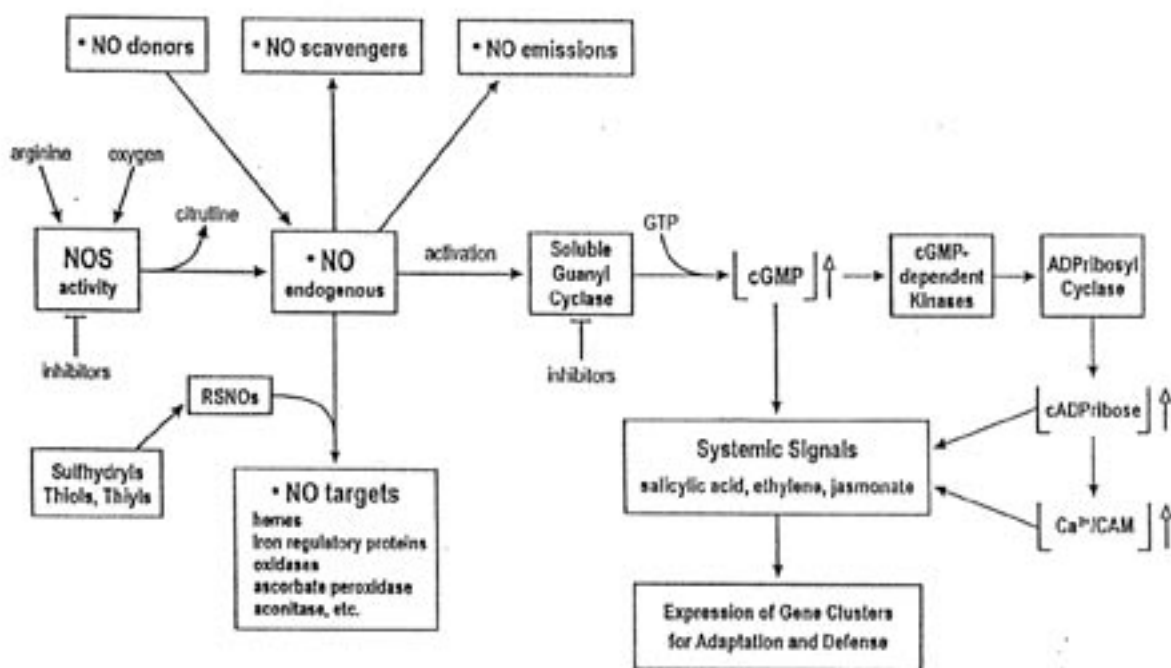 • NO donors
• NO scavengers
• NO emissions
arginine
oxygen
citrulline
GTP
NOS
activity
• NO
endogenous
activation
Soluble
Guanyl
Cyclase
[cGMP]
cGMP-
dependent
Kinases
ADPribosyl
Cyclase
inhibitors
inhibitors
RSNOs
Sulfhydryls
Thiols, Thiyls
• NO targets
hemes
Iron regulatory proteins
oxidases
ascorbate peroxidase
aconitase, etc.
Systemic Signals
salicylic acid, ethylene, jasmonate
[cADPribose]
[Ca²⁺/CAM]
Expression of Gene Clusters
for Adaptation and Defense